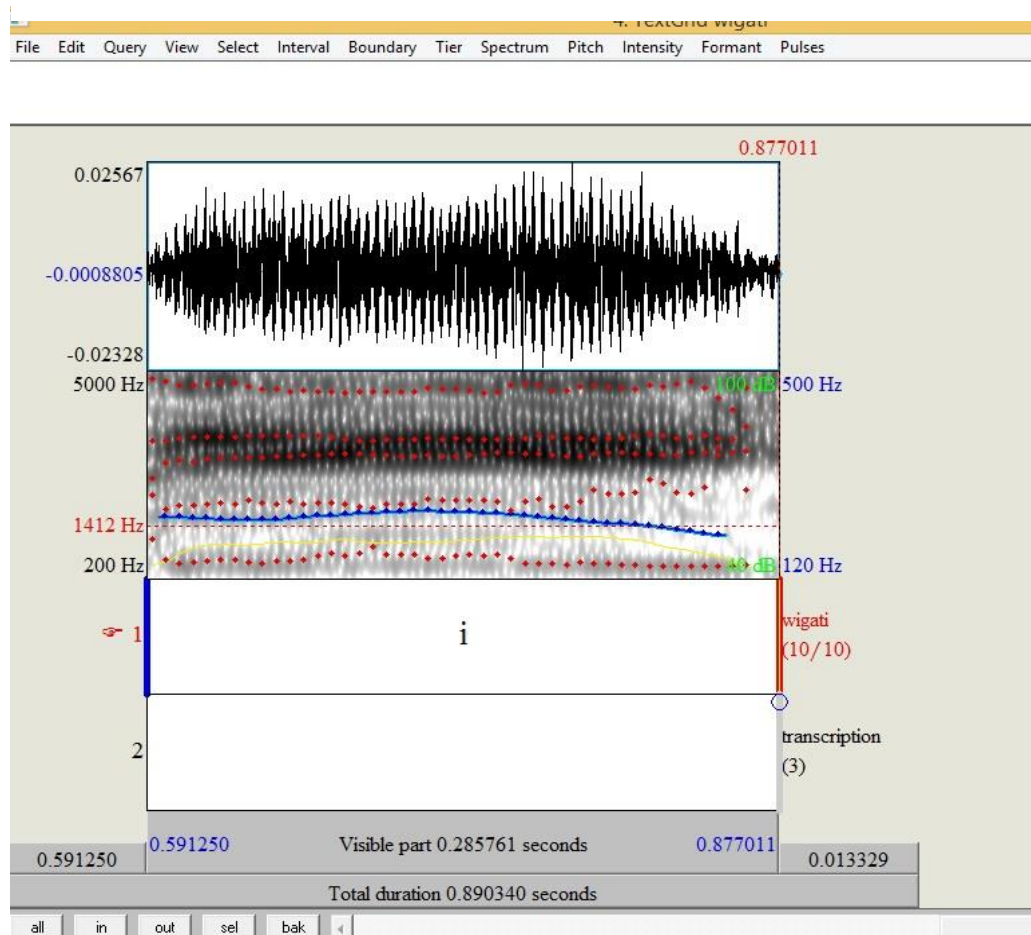 4. TextGrid wigati
File Edit Query View Select Interval Boundary Tier Spectrum Pitch Intensity Formant Pulses
0.877011
0.02567
-0.0008805
-0.02328
5000 Hz 100 dB 500 Hz
1412 Hz
200 Hz 40 dB 120 Hz
☞ 1 i wigati
(10/10)
2 transcription
(3)
0.591250 Visible part 0.285761 seconds 0.877011
0.591250 0.013329
Total duration 0.890340 seconds
all in out sel bak